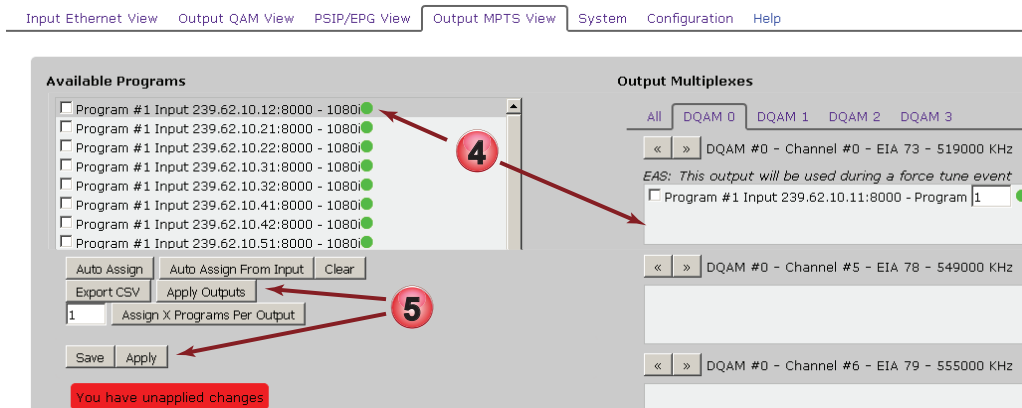 Input Ethernet View Output QAM View PSIP/EPG View Output MPTS View System Configuration Help
Available Programs
Program #1 Input 239.62.10.12:8000 - 1080i
Program #1 Input 239.62.10.21:8000 - 1080i
Program #1 Input 239.62.10.22:8000 - 1080i
Program #1 Input 239.62.10.31:8000 - 1080i
Program #1 Input 239.62.10.32:8000 - 1080i
Program #1 Input 239.62.10.41:8000 - 1080i
Program #1 Input 239.62.10.42:8000 - 1080i
Program #1 Input 239.62.10.51:8000 - 1080i
Auto Assign Auto Assign From Input Clear
Export CSV Apply Outputs
1 Assign X Programs Per Output
Save Apply
You have unapplied changes
4
5
Output Multiplexes
All DQAM 0 DQAM 1 DQAM 2 DQAM 3
« » DQAM #0 - Channel #0 - EIA 73 - 519000 KHz
EAS: This output will be used during a force tune event
Program #1 Input 239.62.10.11:8000 - Program 1
« » DQAM #0 - Channel #5 - EIA 78 - 549000 KHz
« » DQAM #0 - Channel #6 - EIA 79 - 555000 KHz